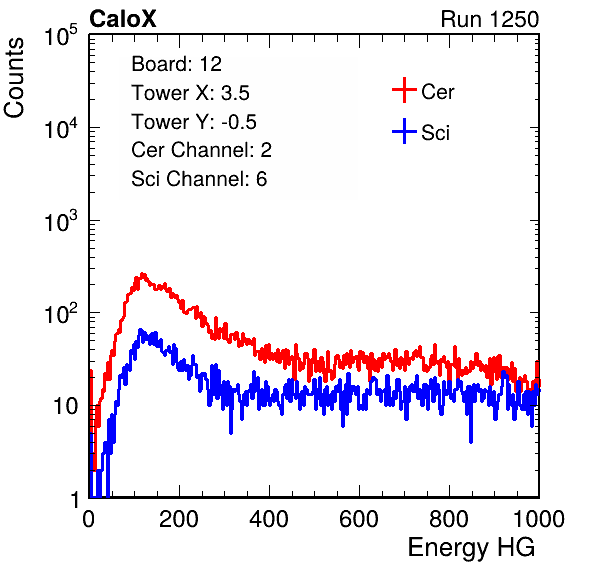 CaloX Run 1250
Counts
10^5
10^4
10^3
10^2
10
1
Board: 12
Tower X: 3.5
Tower Y: -0.5
Cer Channel: 2
Sci Channel: 6
Cer
Sci
0 200 400 600 800 1000
Energy HG